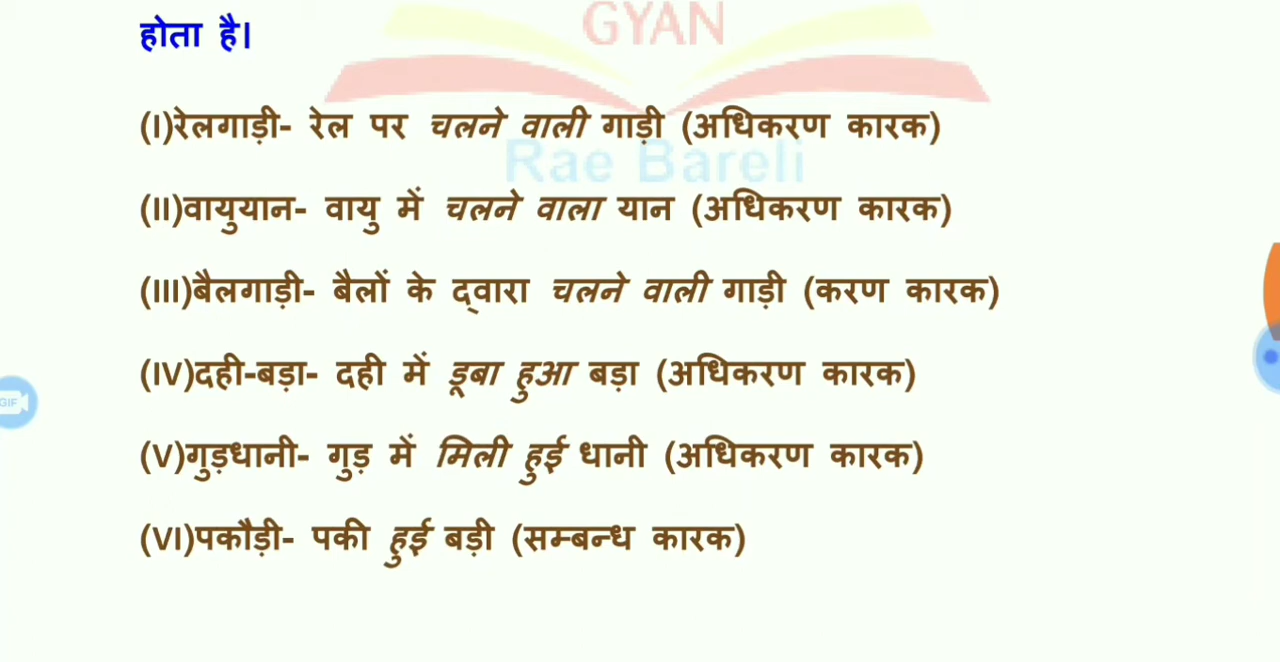 GYAN
होता है।
(I)रेलगाड़ी- रेल पर चलने वाली गाड़ी (अधिकरण कारक)
Rae Bareli
(II)वायुयान- वायु में चलने वाला यान (अधिकरण कारक)
(III)बैलगाड़ी- बैलों के द्वारा चलने वाली गाड़ी (करण कारक)
(IV)दही-बड़ा- दही में डूबा हुआ बड़ा (अधिकरण कारक)
GIF
(V)गुड़धानी- गुड़ में मिली हुई धानी (अधिकरण कारक)
(VI)पकौड़ी- पकी हुई बड़ी (सम्बन्ध कारक)